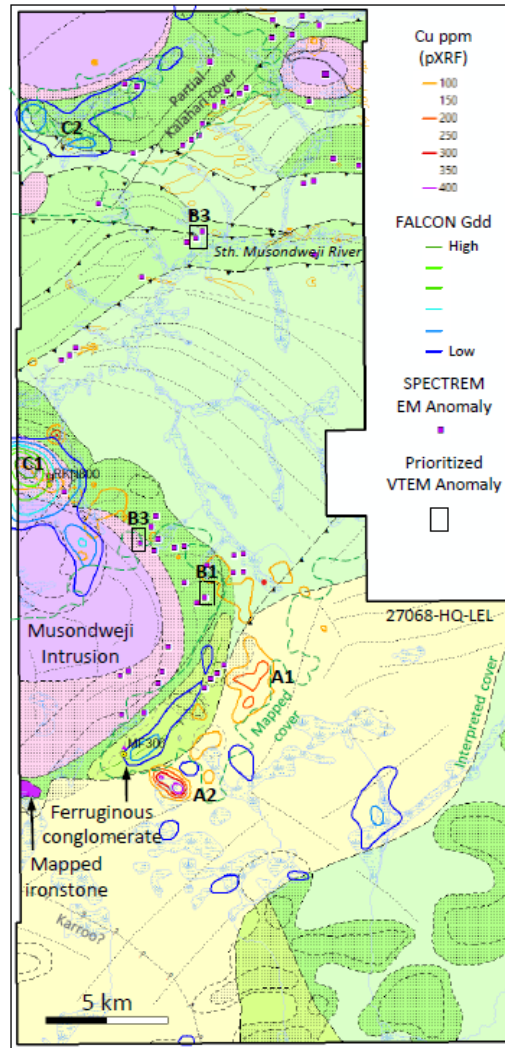 Cu ppm
(pXRF)
100
150
200
250
300
350
400
FALCON Gdd
High
Low
SPECTREM
EM Anomaly
Prioritized
VTEM Anomaly
C2
Partial
Kalahari cover
B3
Sth. Musondweji River
C1
B3
B1
27068-HQ-LEL
Musondweji
Intrusion
A1
Mapped
cover
Interpreted cover
A2
Ferruginous
conglomerate
Mapped
ironstone
Karroo?
5 km